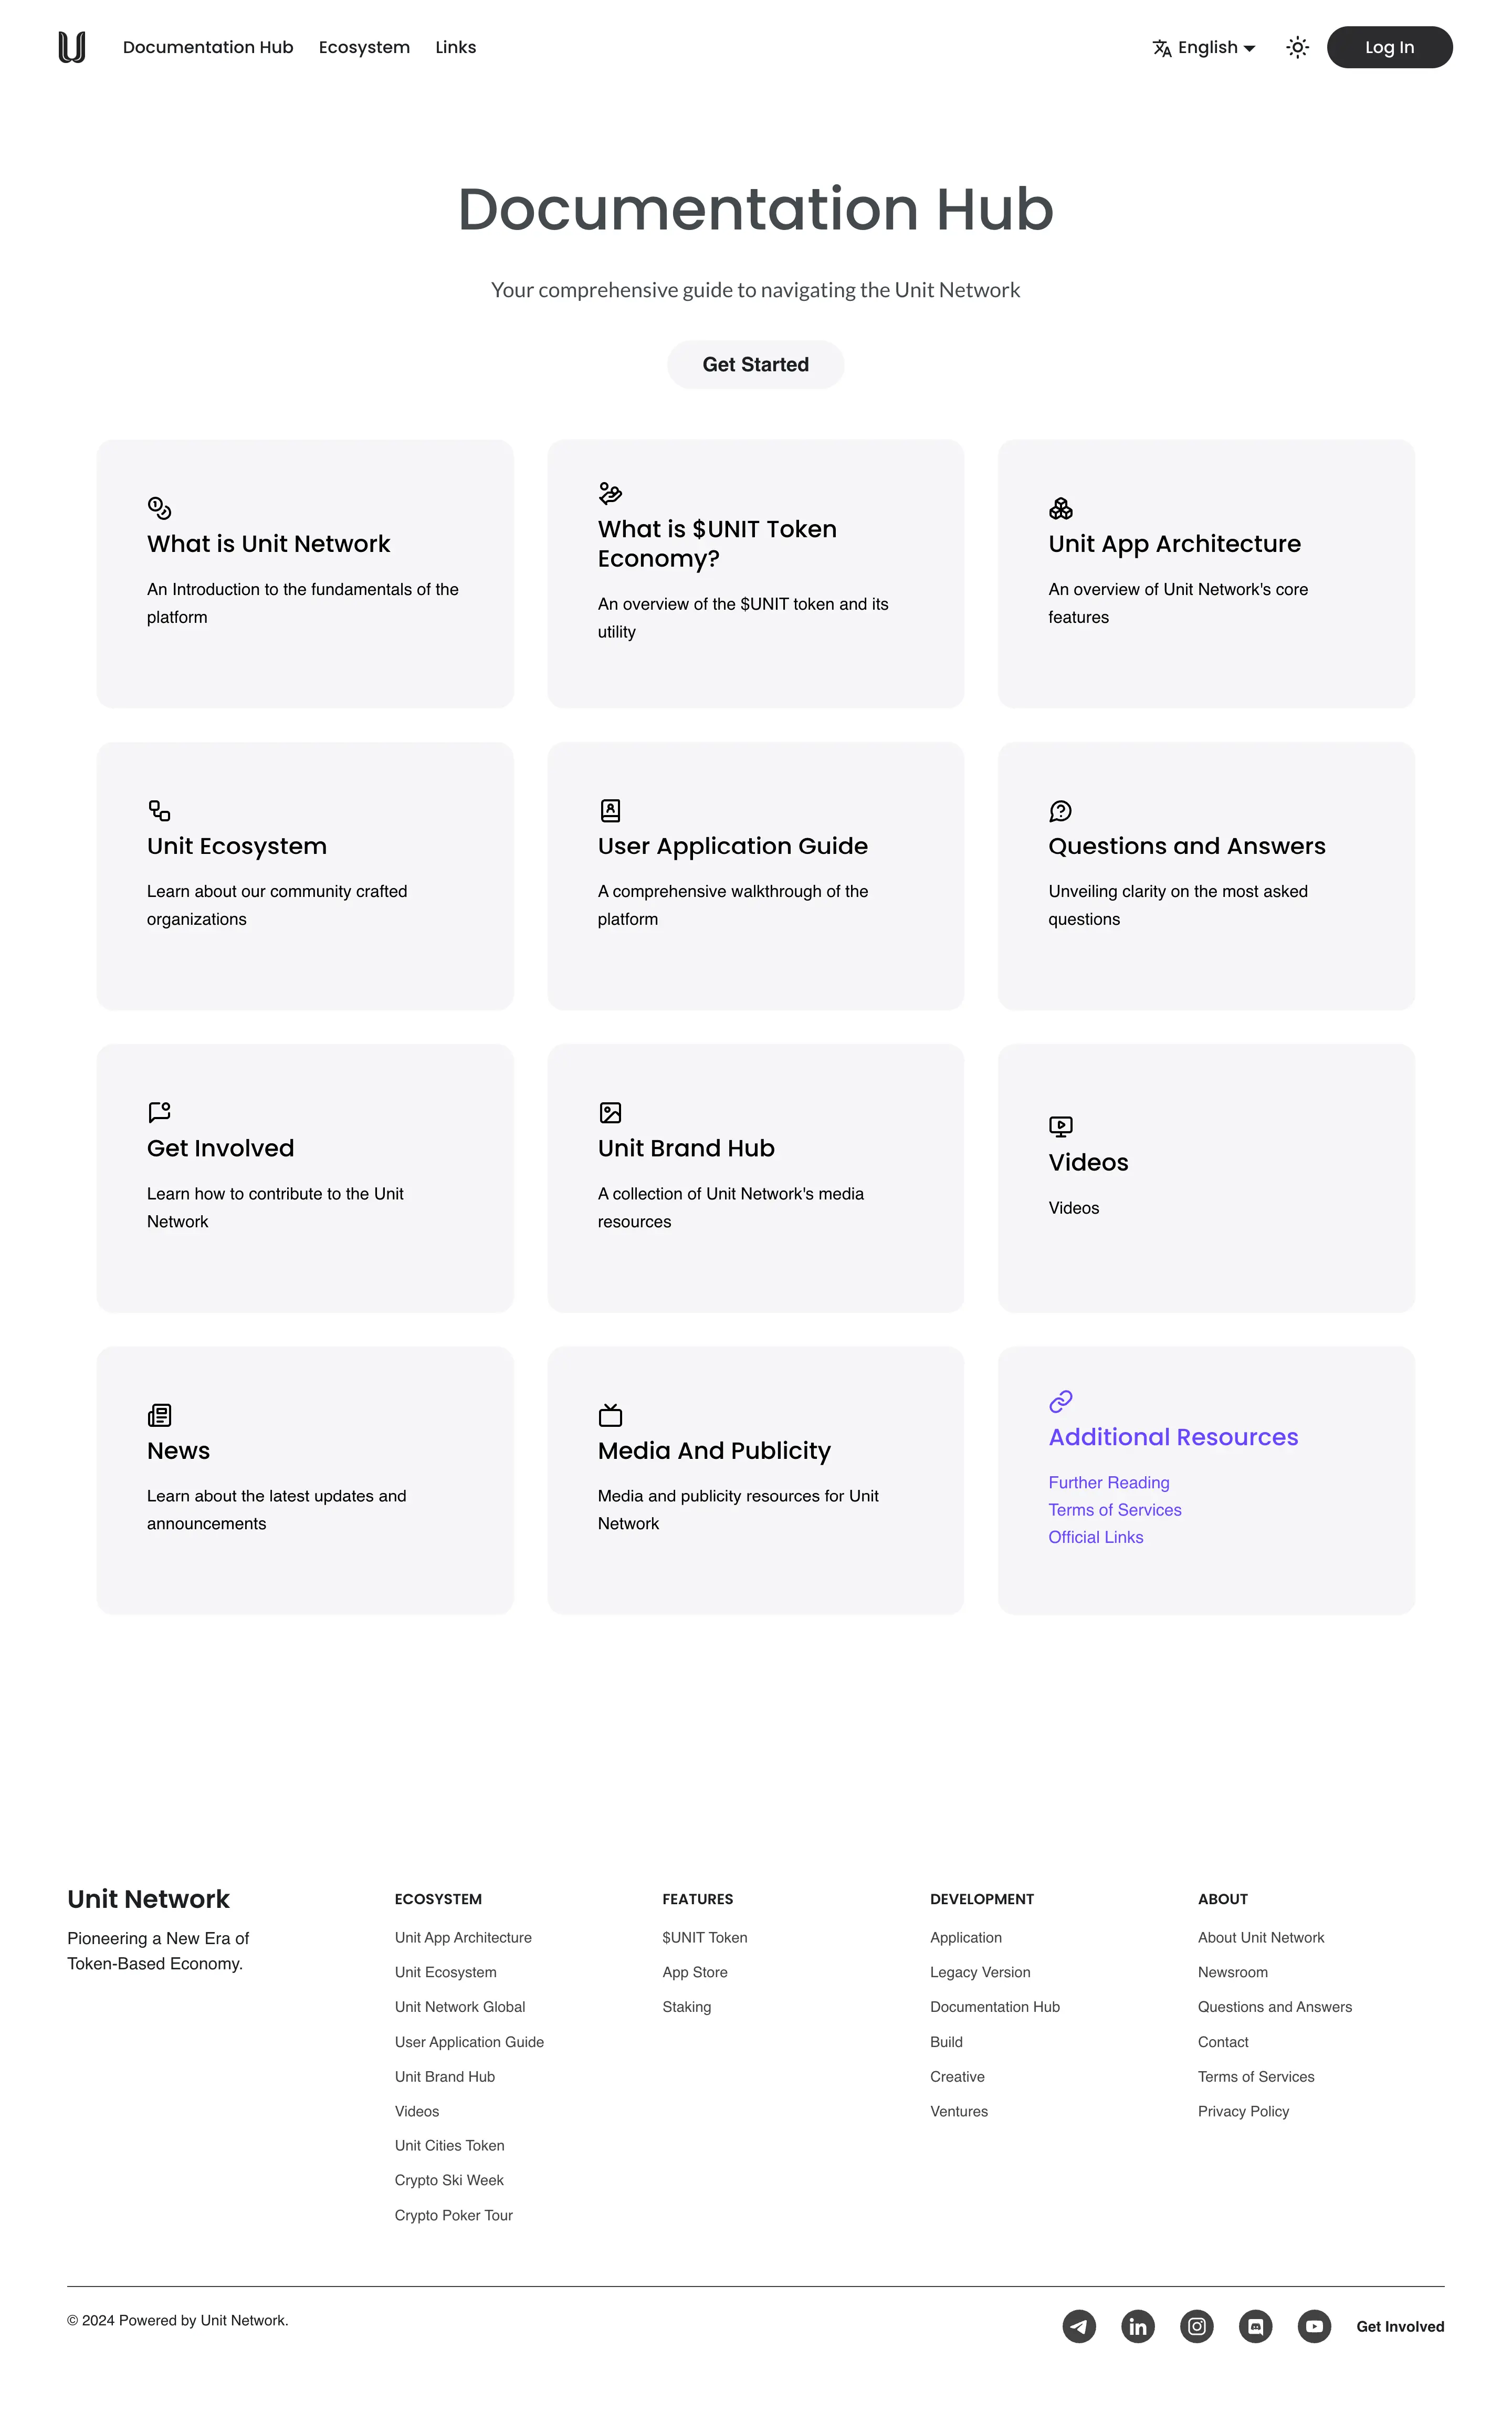 Documentation Hub
Ecosystem
Links
English
Log In
Documentation Hub
Your comprehensive guide to navigating the Unit Network
Get Started
What is Unit Network
An Introduction to the fundamentals of the
platform
What is $UNIT Token
Economy?
An overview of the $UNIT token and its
utility
Unit App Architecture
An overview of Unit Network's core
features
Unit Ecosystem
Learn about our community crafted
organizations
User Application Guide
A comprehensive walkthrough of the
platform
Questions and Answers
Unveiling clarity on the most asked
questions
Get Involved
Learn how to contribute to the Unit
Network
Unit Brand Hub
A collection of Unit Network's media
resources
Videos
Videos
News
Learn about the latest updates and
announcements
Media And Publicity
Media and publicity resources for Unit
Network
Additional Resources
Further Reading
Terms of Services
Official Links
Unit Network
Pioneering a New Era of
Token-Based Economy.
ECOSYSTEM
Unit App Architecture
Unit Ecosystem
Unit Network Global
User Application Guide
Unit Brand Hub
Videos
Unit Cities Token
Crypto Ski Week
Crypto Poker Tour
FEATURES
$UNIT Token
App Store
Staking
DEVELOPMENT
Application
Legacy Version
Documentation Hub
Build
Creative
Ventures
ABOUT
About Unit Network
Newsroom
Questions and Answers
Contact
Terms of Services
Privacy Policy
© 2024 Powered by Unit Network.
Get Involved